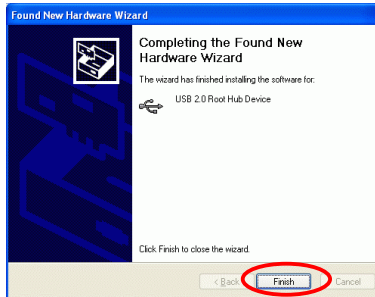 Found New Hardware Wizard
Completing the Found New
Hardware Wizard
The wizard has finished installing the software for:
USB 2.0 Root Hub Device
Click Finish to close the wizard.
< Back
Finish
Cancel